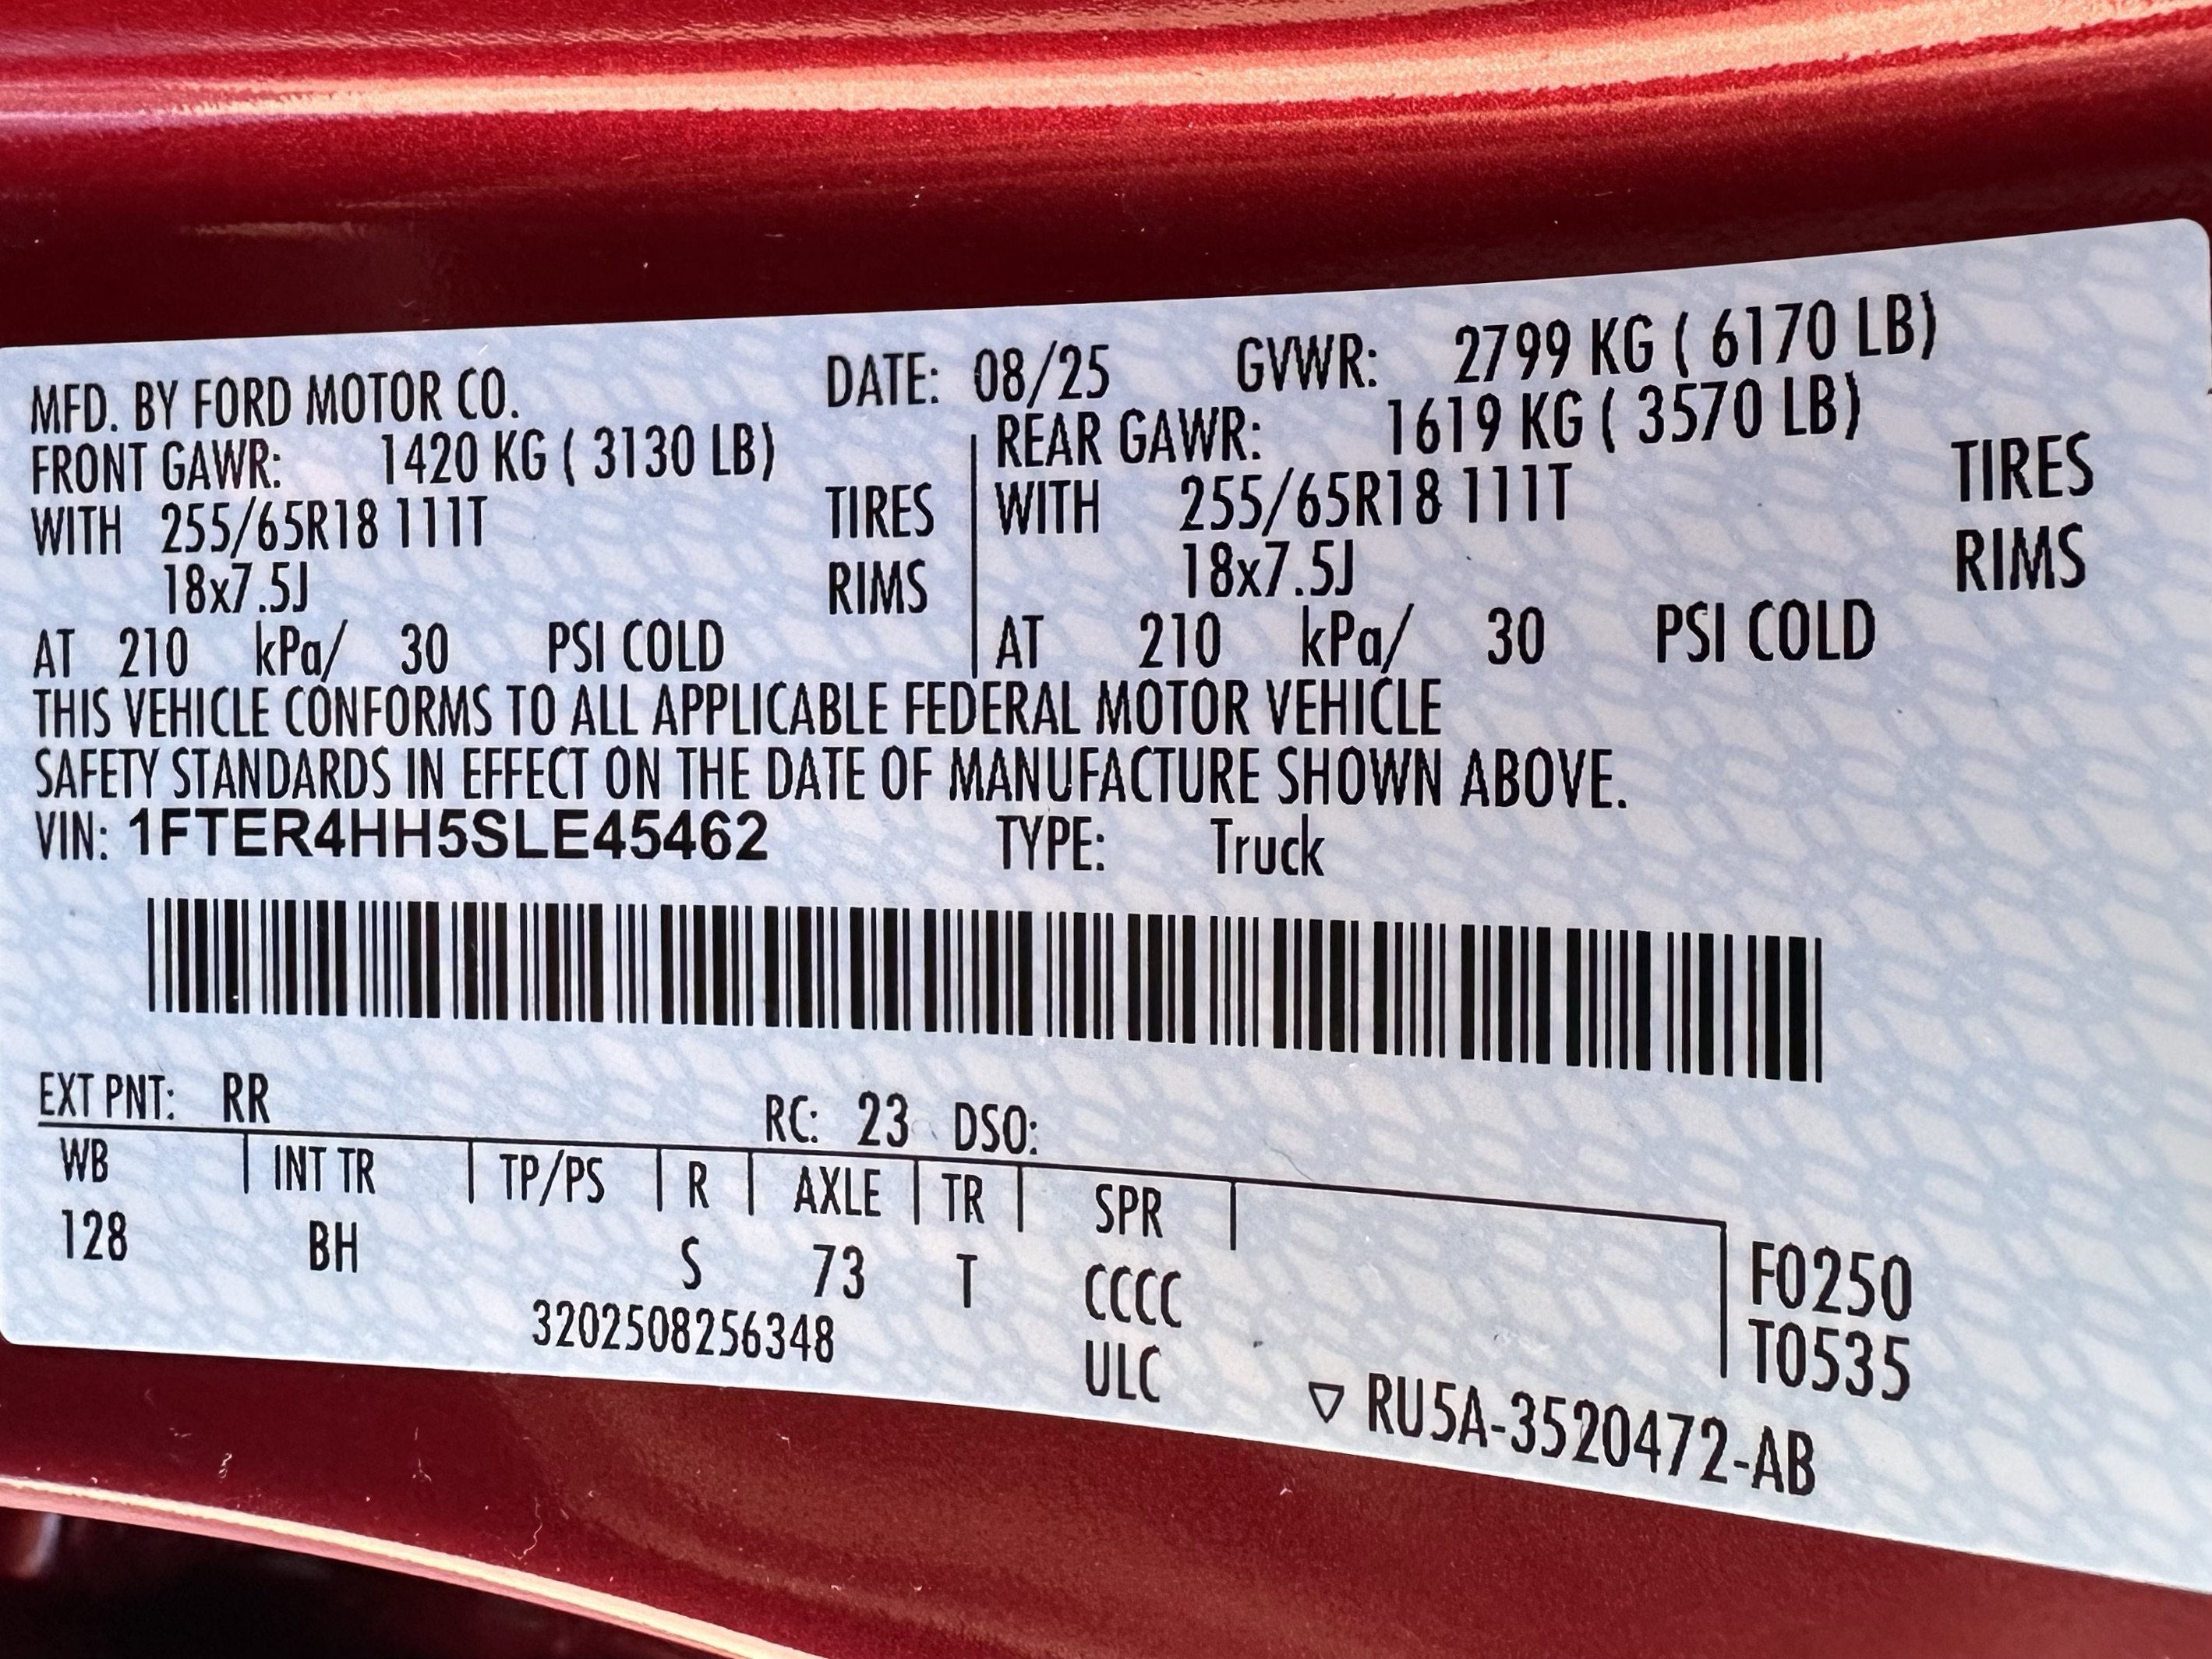 MFD. BY FORD MOTOR CO. DATE: 08/25 GVWR: 2799 KG ( 6170 LB)
FRONT GAWR: 1420 KG ( 3130 LB) REAR GAWR: 1619 KG ( 3570 LB)
WITH 255/65R18 111T TIRES WITH 255/65R18 111T TIRES
18x7.5J RIMS 18x7.5J RIMS
AT 210 kPa/ 30 PSI COLD AT 210 kPa/ 30 PSI COLD
THIS VEHICLE CONFORMS TO ALL APPLICABLE FEDERAL MOTOR VEHICLE
SAFETY STANDARDS IN EFFECT ON THE DATE OF MANUFACTURE SHOWN ABOVE.
VIN: 1FTER4HH5SLE45462 TYPE: Truck
EXT PNT: RR RC: 23 DSO:
WB INT TR TP/PS R AXLE TR SPR
128 BH S 73 T CCCC F0250
3202508256348 ULC T0535
▽ RU5A-3520472-AB